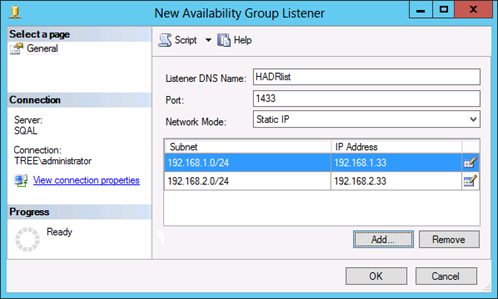 New Availability Group Listener
Select a page
General
Script
Help
Listener DNS Name:
HADRlist
Port:
1433
Network Mode:
Static IP
Subnet
IP Address
192.168.1.0/24
192.168.1.33
192.168.2.0/24
192.168.2.33
Connection
Server:
SQAL
Connection:
TREE\administrator
View connection properties
Progress
Ready
Add...
Remove
OK
Cancel